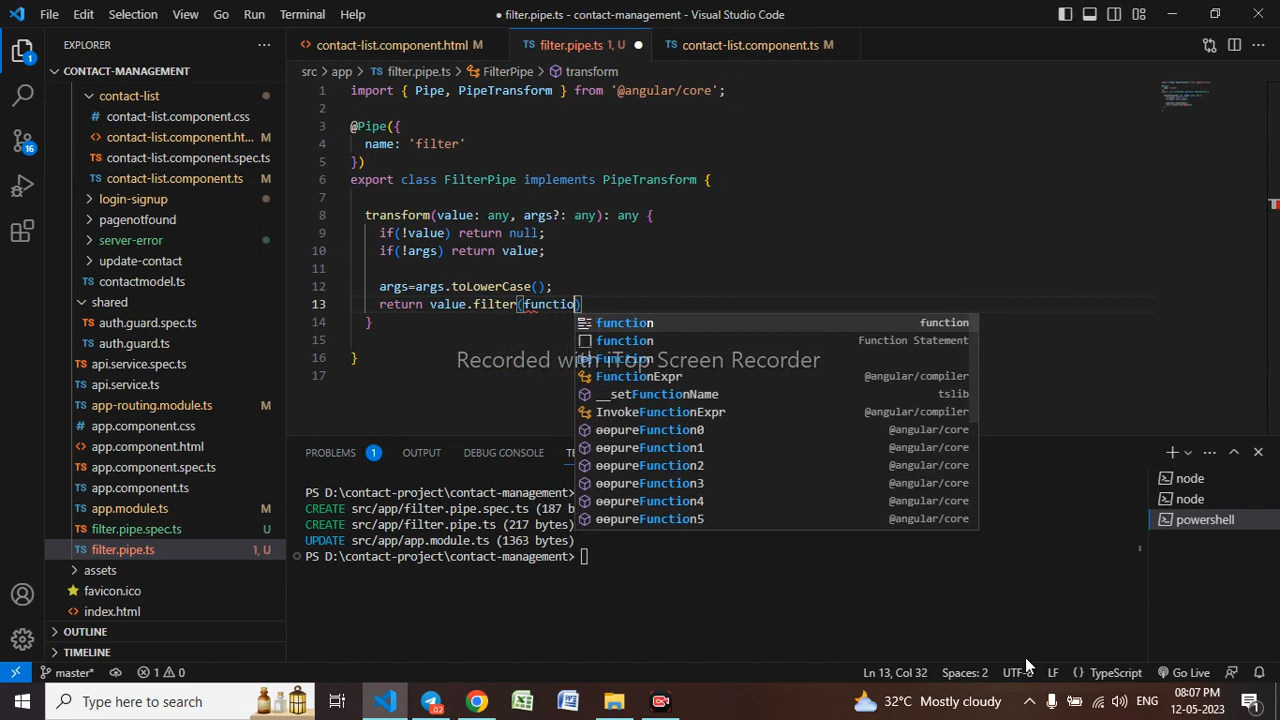 File Edit Selection View Go Run Terminal Help
● filter.pipe.ts - contact-management - Visual Studio Code
EXPLORER
contact-list.component.html M
filter.pipe.ts 1, U
contact-list.component.ts M
CONTACT-MANAGEMENT
src > app > filter.pipe.ts > FilterPipe > transform
contact-list
contact-list.component.css
contact-list.component.ht... M
contact-list.component.spec.ts
contact-list.component.ts M
login-signup
pagenotfound
server-error
update-contact
contactmodel.ts
shared
auth.guard.spec.ts
auth.guard.ts
api.service.spec.ts
api.service.ts
app-routing.module.ts M
app.component.css
app.component.html
app.component.spec.ts
app.component.ts
app.module.ts M
filter.pipe.spec.ts U
filter.pipe.ts 1, U
assets
favicon.ico
index.html
OUTLINE
TIMELINE
1 import { Pipe, PipeTransform } from '@angular/core';
2
3 @Pipe({
4 name: 'filter'
5 })
6 export class FilterPipe implements PipeTransform {
7
8 transform(value: any, args?: any): any {
9 if(!value) return null;
10 if(!args) return value;
11
12 args=args.toLowerCase();
13 return value.filter(functio)
14 }
15
16 }
17
function function
function Function Statement
Function
FunctionExpr @angular/compiler
__setFunctionName tslib
InvokeFunctionExpr @angular/compiler
ɵɵpureFunction0 @angular/core
ɵɵpureFunction1 @angular/core
ɵɵpureFunction2 @angular/core
ɵɵpureFunction3 @angular/core
ɵɵpureFunction4 @angular/core
ɵɵpureFunction5 @angular/core
Recorded with iTop Screen Recorder
PROBLEMS 1 OUTPUT DEBUG CONSOLE
PS D:\contact-project\contact-management>
CREATE src/app/filter.pipe.spec.ts (187 b
CREATE src/app/filter.pipe.ts (217 bytes)
UPDATE src/app/app.module.ts (1363 bytes)
PS D:\contact-project\contact-management>
node
node
powershell
1
16
master* 1 0
Ln 13, Col 32 Spaces: 2 UTF-8 LF {} TypeScript Go Live
Type here to search
02
32°C Mostly cloudy
ENG
08:07 PM
12-05-2023
1